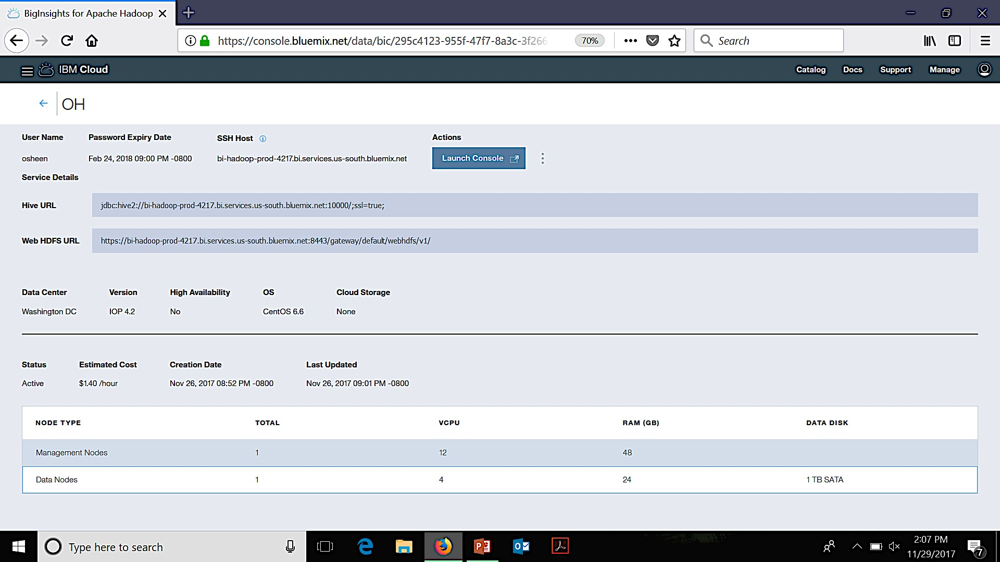 BigInsights for Apache Hadoop
https://console.bluemix.net/data/bic/295c4123-955f-47f7-8a3c-3f266
70%
Search
IBM Cloud
Catalog
Docs
Support
Manage
OH
User Name
Password Expiry Date
SSH Host
Actions
osheen
Feb 24, 2018 09:00 PM -0800
bi-hadoop-prod-4217.bi.services.us-south.bluemix.net
Launch Console
Service Details
Hive URL
jdbc:hive2://bi-hadoop-prod-4217.bi.services.us-south.bluemix.net:10000/;ssl=true;
Web HDFS URL
https://bi-hadoop-prod-4217.bi.services.us-south.bluemix.net:8443/gateway/default/webhdfs/v1/
Data Center
Version
High Availability
OS
Cloud Storage
Washington DC
IOP 4.2
No
CentOS 6.6
None
Status
Estimated Cost
Creation Date
Last Updated
Active
$1.40 /hour
Nov 26, 2017 08:52 PM -0800
Nov 26, 2017 09:01 PM -0800
NODE TYPE
TOTAL
VCPU
RAM (GB)
DATA DISK
Management Nodes
1
12
48
Data Nodes
1
4
24
1 TB SATA
Type here to search
2:07 PM
11/29/2017
7